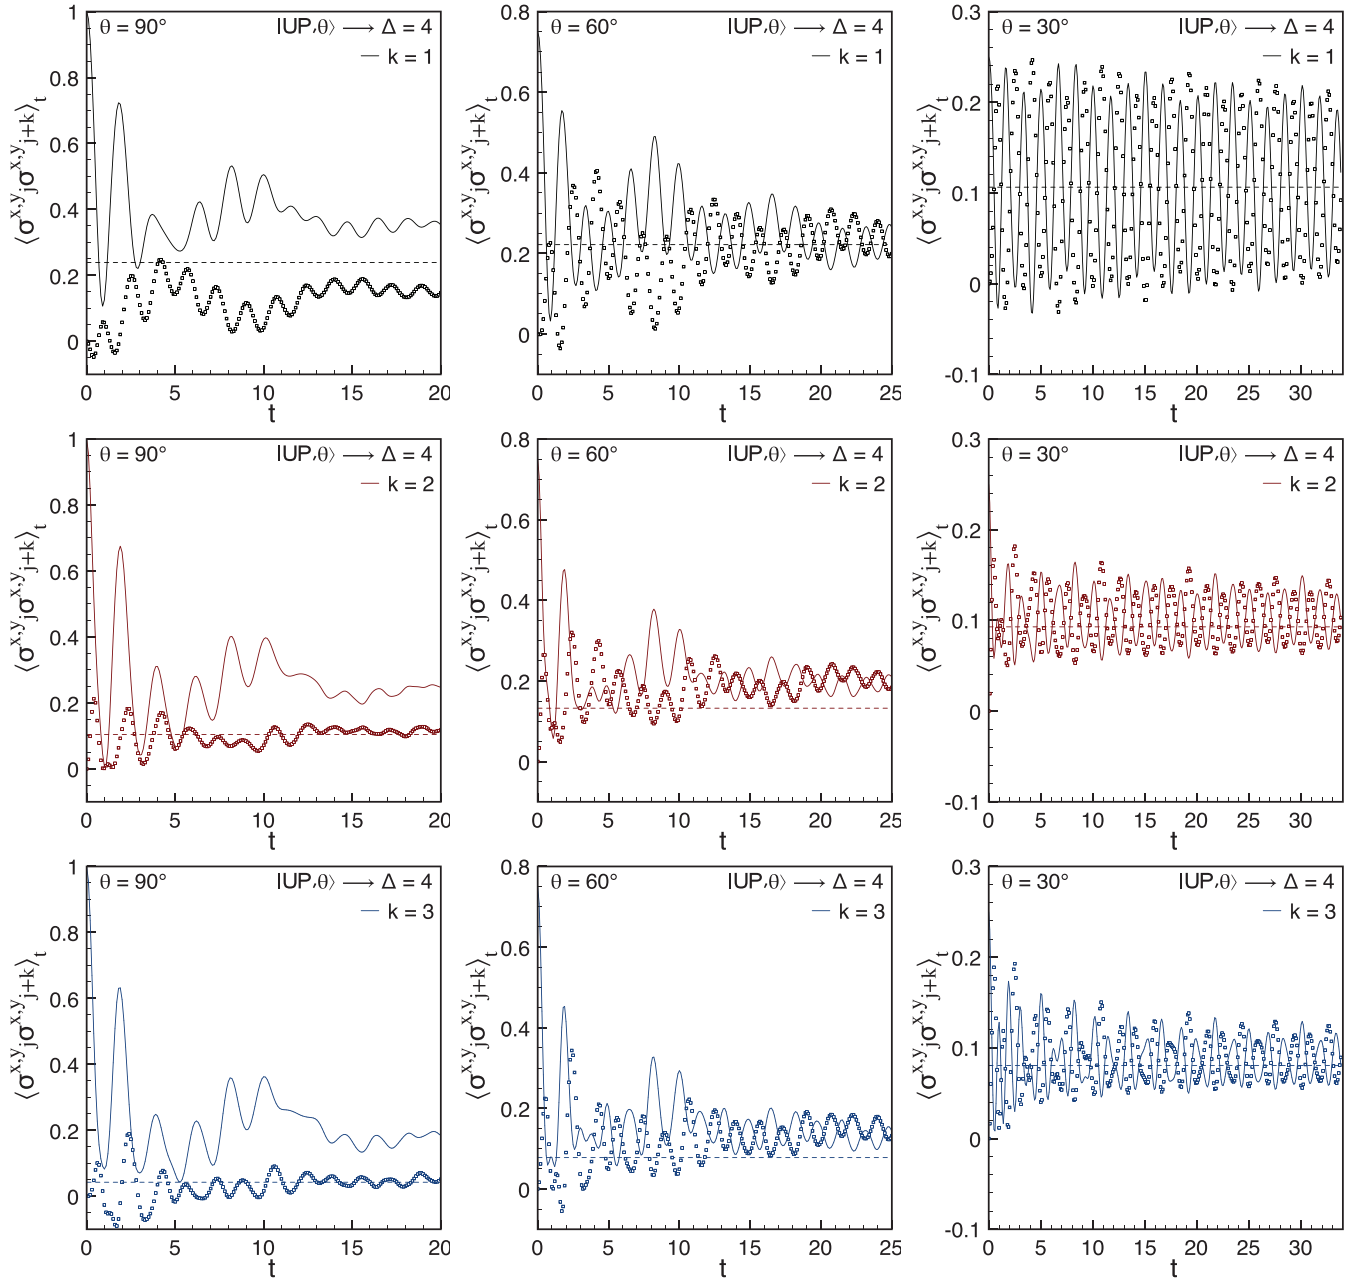 θ = 90° |UP,θ⟩ ⟶ Δ = 4
k = 1
1
0.8
0.6
0.4
0.2
0
⟨σ^{x,y}_j σ^{x,y}_{j+k}⟩_t
0 5 10 15 20
t
θ = 60° |UP,θ⟩ ⟶ Δ = 4
k = 1
0.8
0.6
0.4
0.2
0
⟨σ^{x,y}_j σ^{x,y}_{j+k}⟩_t
0 5 10 15 20 25
t
θ = 30° |UP,θ⟩ ⟶ Δ = 4
k = 1
0.3
0.2
0.1
0
-0.1
⟨σ^{x,y}_j σ^{x,y}_{j+k}⟩_t
0 5 10 15 20 25 30
t
θ = 90° |UP,θ⟩ ⟶ Δ = 4
k = 2
1
0.8
0.6
0.4
0.2
0
⟨σ^{x,y}_j σ^{x,y}_{j+k}⟩_t
0 5 10 15 20
t
θ = 60° |UP,θ⟩ ⟶ Δ = 4
k = 2
0.8
0.6
0.4
0.2
0
⟨σ^{x,y}_j σ^{x,y}_{j+k}⟩_t
0 5 10 15 20 25
t
θ = 30° |UP,θ⟩ ⟶ Δ = 4
k = 2
0.3
0.2
0.1
0
-0.1
⟨σ^{x,y}_j σ^{x,y}_{j+k}⟩_t
0 5 10 15 20 25 30
t
θ = 90° |UP,θ⟩ ⟶ Δ = 4
k = 3
1
0.8
0.6
0.4
0.2
0
⟨σ^{x,y}_j σ^{x,y}_{j+k}⟩_t
0 5 10 15 20
t
θ = 60° |UP,θ⟩ ⟶ Δ = 4
k = 3
0.8
0.6
0.4
0.2
0
⟨σ^{x,y}_j σ^{x,y}_{j+k}⟩_t
0 5 10 15 20 25
t
θ = 30° |UP,θ⟩ ⟶ Δ = 4
k = 3
0.3
0.2
0.1
0
-0.1
⟨σ^{x,y}_j σ^{x,y}_{j+k}⟩_t
0 5 10 15 20 25 30
t